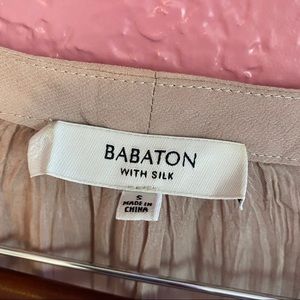 BABATON
WITH SILK
S
MADE IN
CHINA